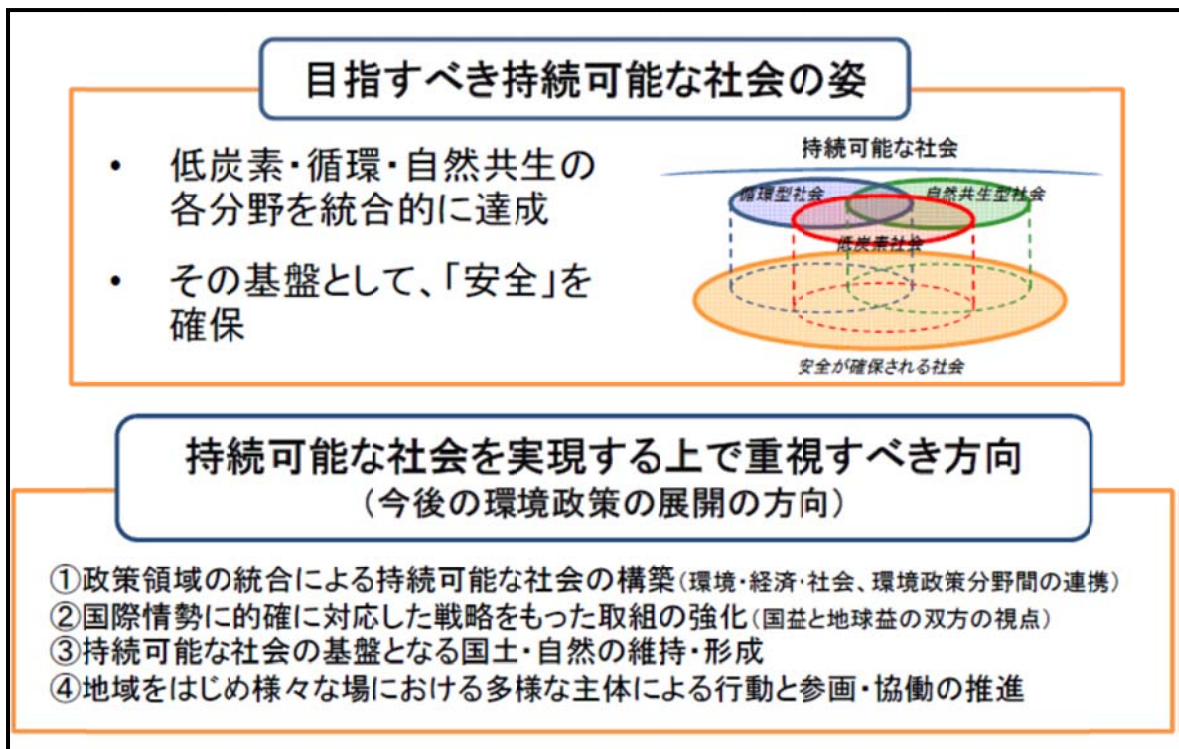 目指すべき持続可能な社会の姿
• 低炭素・循環・自然共生の
各分野を統合的に達成
• その基盤として、「安全」を
確保
持続可能な社会
循環型社会
自然共生型社会
低炭素社会
安全が確保される社会
持続可能な社会を実現する上で重視すべき方向
（今後の環境政策の展開の方向）
①政策領域の統合による持続可能な社会の構築（環境・経済・社会、環境政策分野間の連携）
②国際情勢に的確に対応した戦略をもった取組の強化（国益と地球益の双方の視点）
③持続可能な社会の基盤となる国土・自然の維持・形成
④地域をはじめ様々な場における多様な主体による行動と参画・協働の推進